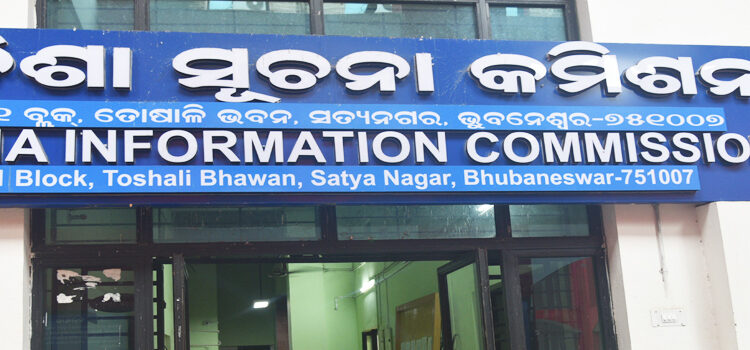 ଡ଼ିଶା ସୂଚନା କମିଶନ
ବ୍ଲକ୍, ତୋଷାଳି ଭବନ, ସତ୍ୟନଗର, ଭୁବନେଶ୍ୱର-୭୫୧୦୦୭
INFORMATION COMMISSIO
Block, Toshali Bhawan, Satya Nagar, Bhubaneswar-751007